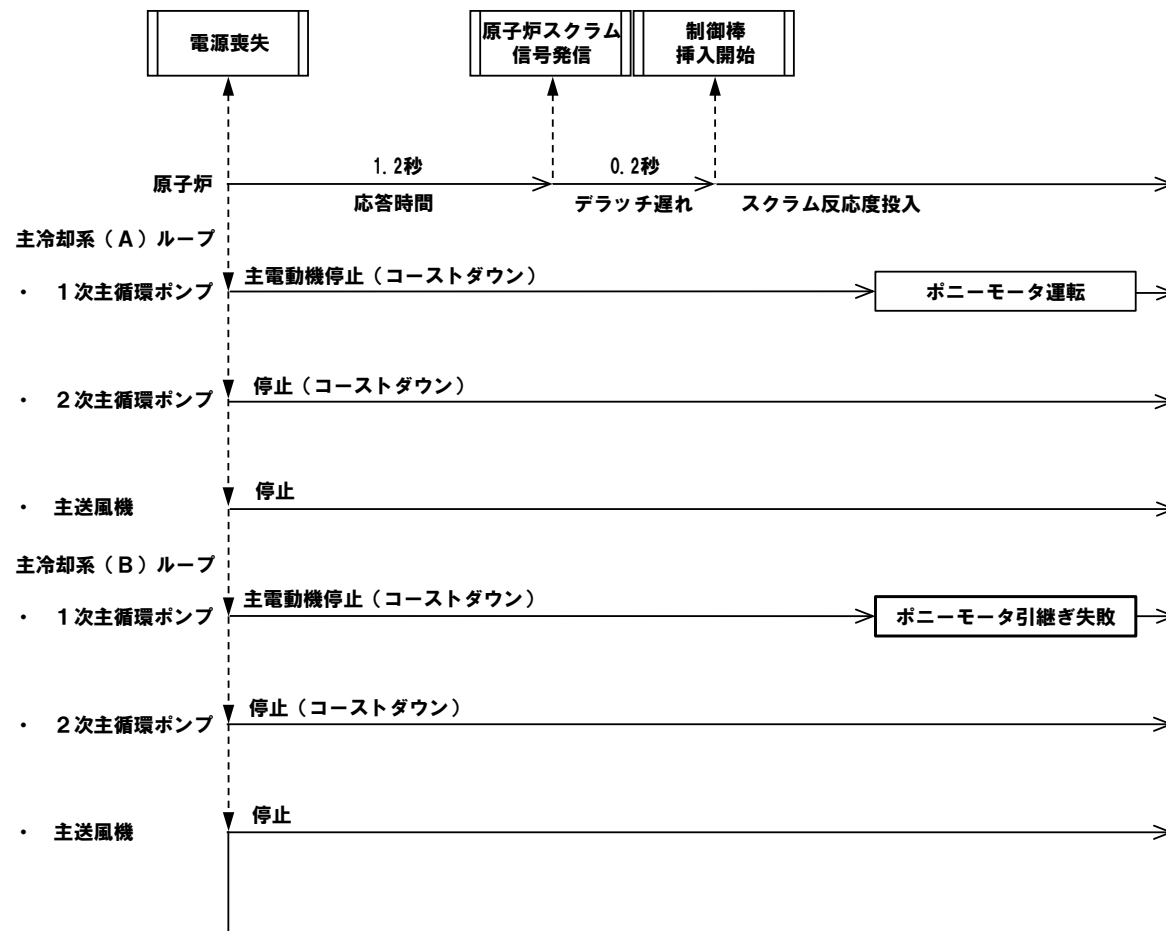 電源喪失
原子炉スクラム
信号発信
制御棒
挿入開始
1.2秒
0.2秒
原子炉
応答時間
デラッチ遅れ
スクラム反応度投入
主冷却系(A)ループ
・ 1次主循環ポンプ
主電動機停止(コーストダウン)
ポニーモータ運転
・ 2次主循環ポンプ
停止(コーストダウン)
・ 主送風機
停止
主冷却系(B)ループ
・ 1次主循環ポンプ
主電動機停止(コーストダウン)
ポニーモータ引継ぎ失敗
・ 2次主循環ポンプ
停止(コーストダウン)
・ 主送風機
停止